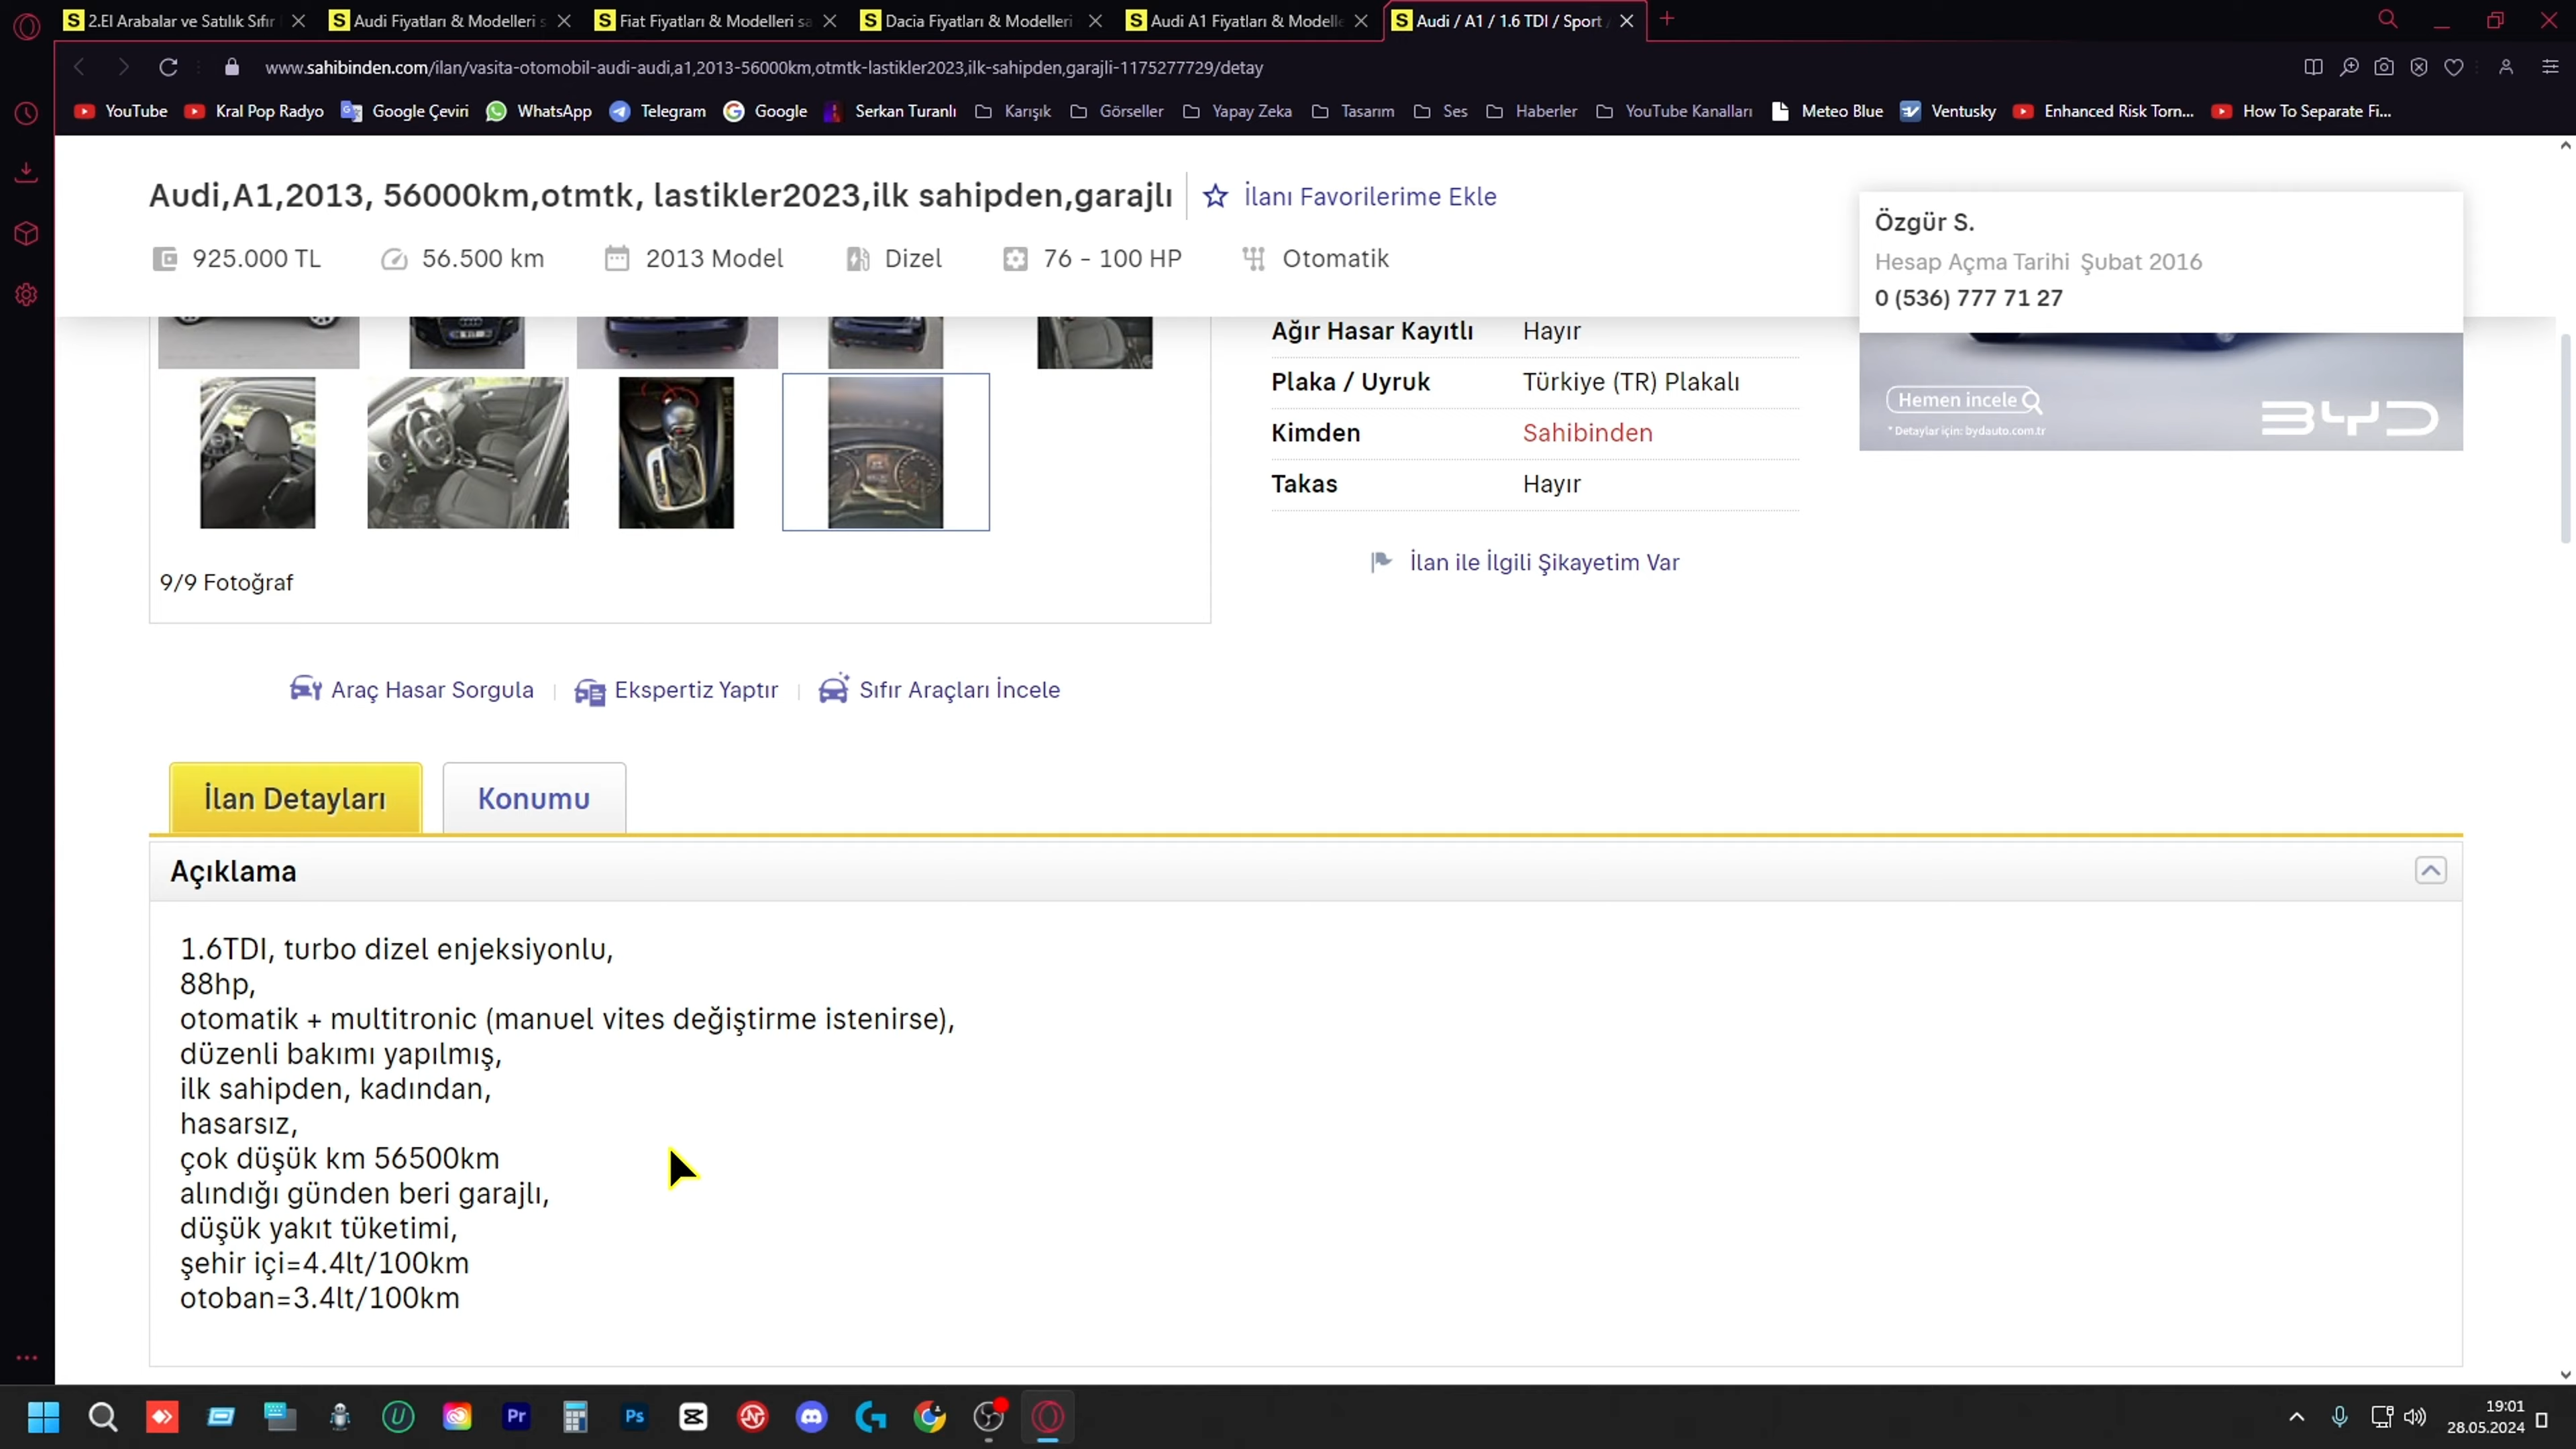 2.El Arabalar ve Satılık Sıfır
Audi Fiyatları & Modelleri s
Fiat Fiyatları & Modelleri sa
Dacia Fiyatları & Modelleri
Audi A1 Fiyatları & Modelle
Audi / A1 / 1.6 TDI / Sport
www.sahibinden.com/ilan/vasita-otomobil-audi-audi,a1,2013-56000km,otmtk-lastikler2023,ilk-sahipden,garajli-1175277729/detay
YouTube
Kral Pop Radyo
Google Çeviri
WhatsApp
Telegram
Google
Serkan Turanlı
Karışık
Görseller
Yapay Zeka
Tasarım
Ses
Haberler
YouTube Kanalları
Meteo Blue
Ventusky
Enhanced Risk Torn...
How To Separate Fi...
Audi,A1,2013, 56000km,otmtk, lastikler2023,ilk sahipden,garajlı
İlanı Favorilerime Ekle
925.000 TL
56.500 km
2013 Model
Dizel
76 - 100 HP
Otomatik
Özgür S.
Hesap Açma Tarihi Şubat 2016
0 (536) 777 71 27
Ağır Hasar Kayıtlı Hayır
Plaka / Uyruk Türkiye (TR) Plakalı
Kimden Sahibinden
Takas Hayır
İlan ile İlgili Şikayetim Var
Hemen incele
* Detaylar için: bydauto.com.tr
BYD
9/9 Fotoğraf
Araç Hasar Sorgula
Ekspertiz Yaptır
Sıfır Araçları İncele
İlan Detayları
Konumu
Açıklama
1.6TDI, turbo dizel enjeksiyonlu,
88hp,
otomatik + multitronic (manuel vites değiştirme istenirse),
düzenli bakımı yapılmış,
ilk sahipden, kadından,
hasarsız,
çok düşük km 56500km
alındığı günden beri garajlı,
düşük yakıt tüketimi,
şehir içi=4.4lt/100km
otoban=3.4lt/100km
Pr
Ps
19:01
28.05.2024